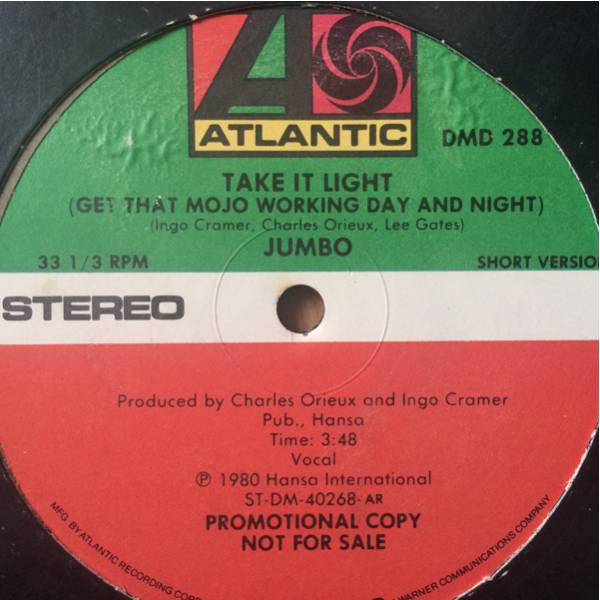 ATLANTIC
DMD 288
TAKE IT LIGHT
(GET THAT MOJO WORKING DAY AND NIGHT)
(Ingo Cramer, Charles Orieux, Lee Gates)
JUMBO
33 1/3 RPM
SHORT VERSION
STEREO
Produced by Charles Orieux and Ingo Cramer
Pub., Hansa
Time: 3:48
Vocal
℗ 1980 Hansa International
ST-DM-40268-AR
PROMOTIONAL COPY
NOT FOR SALE
MFG. BY ATLANTIC RECORDING
WARNER COMMUNICATIONS COMPANY